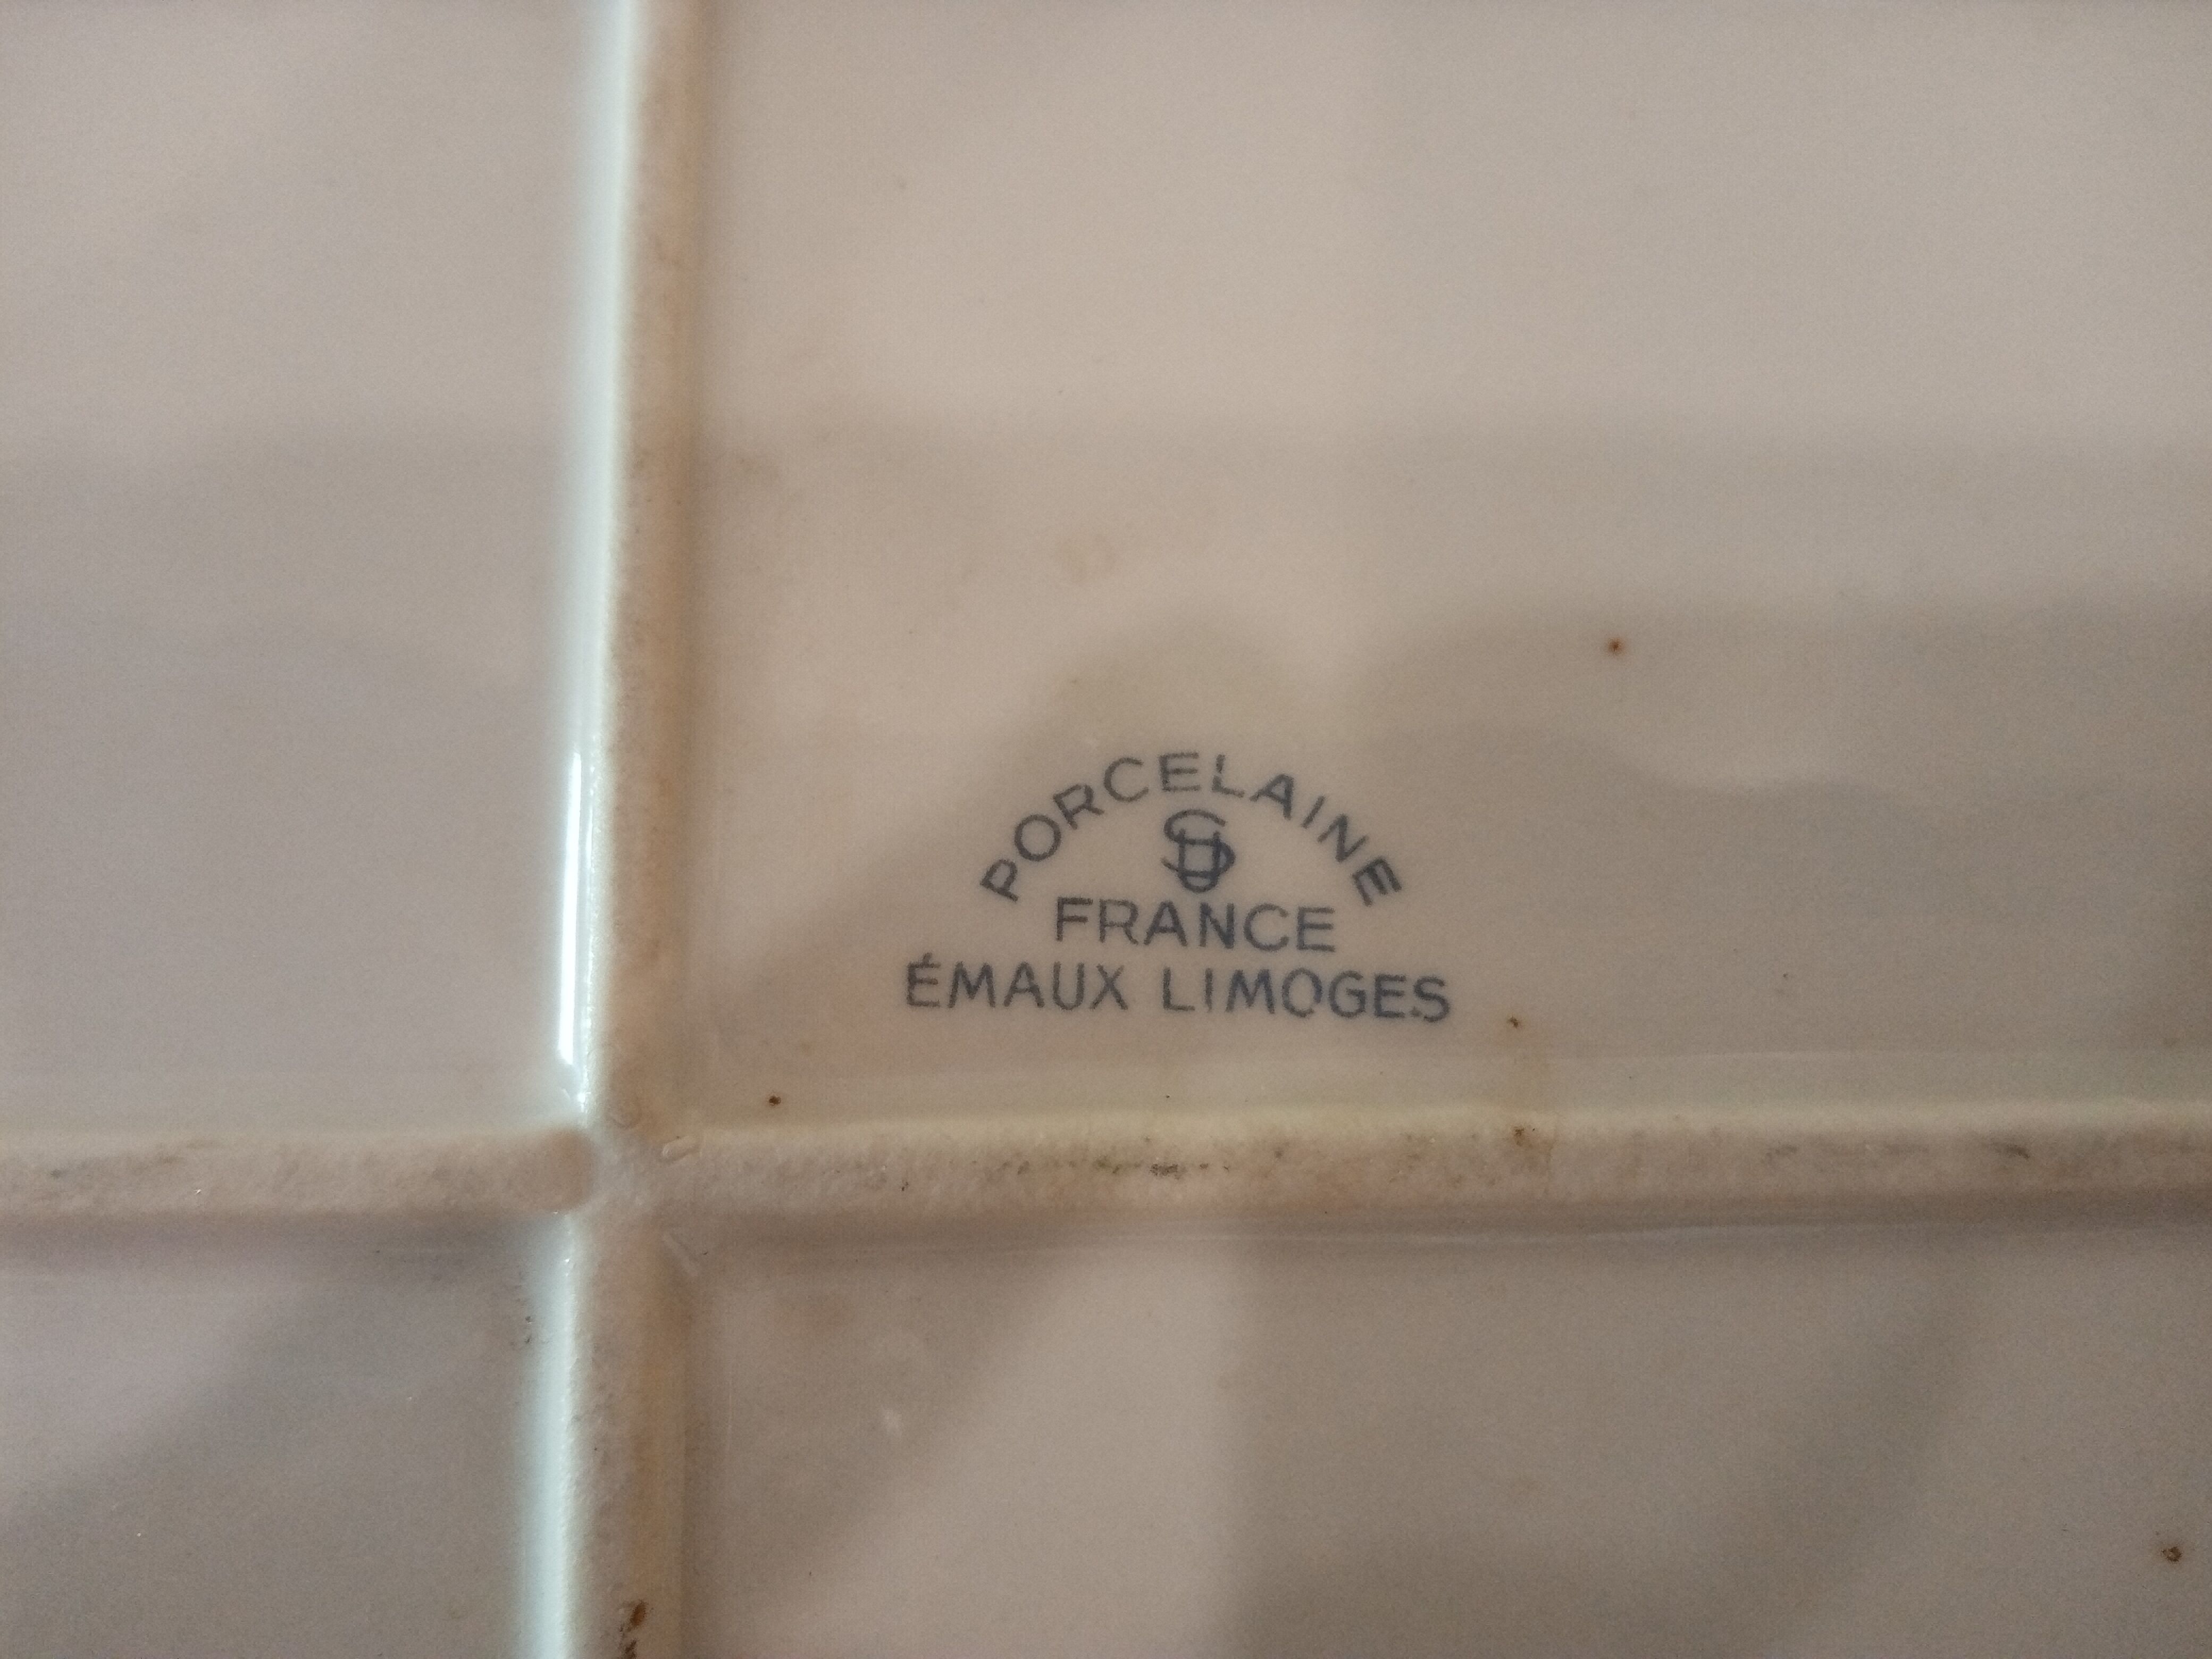 PORCELAINE
FRANCE
ÉMAUX LIMOGES